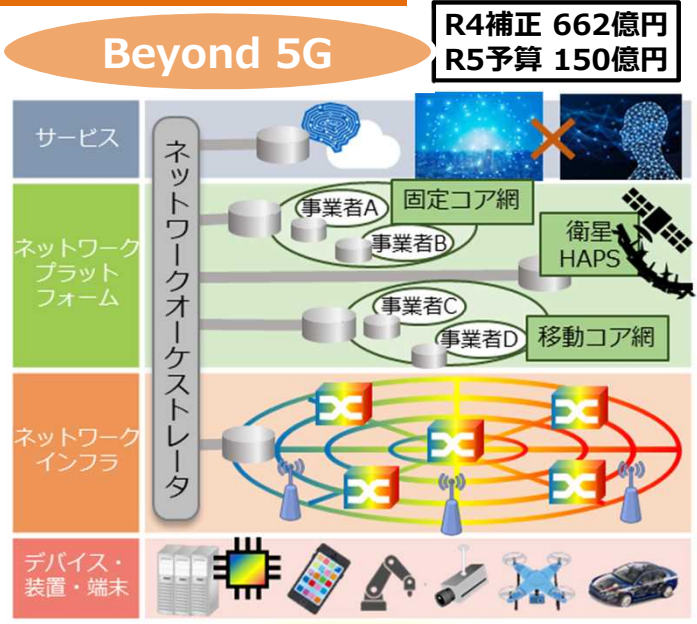 Beyond 5G
R4補正 662億円
R5予算 150億円
サービス
ネットワークオーケストレータ
ネットワーク
プラット
フォーム
事業者A
固定コア網
事業者B
衛星
HAPS
事業者C
事業者D
移動コア網
ネットワーク
インフラ
デバイス・
装置・端末